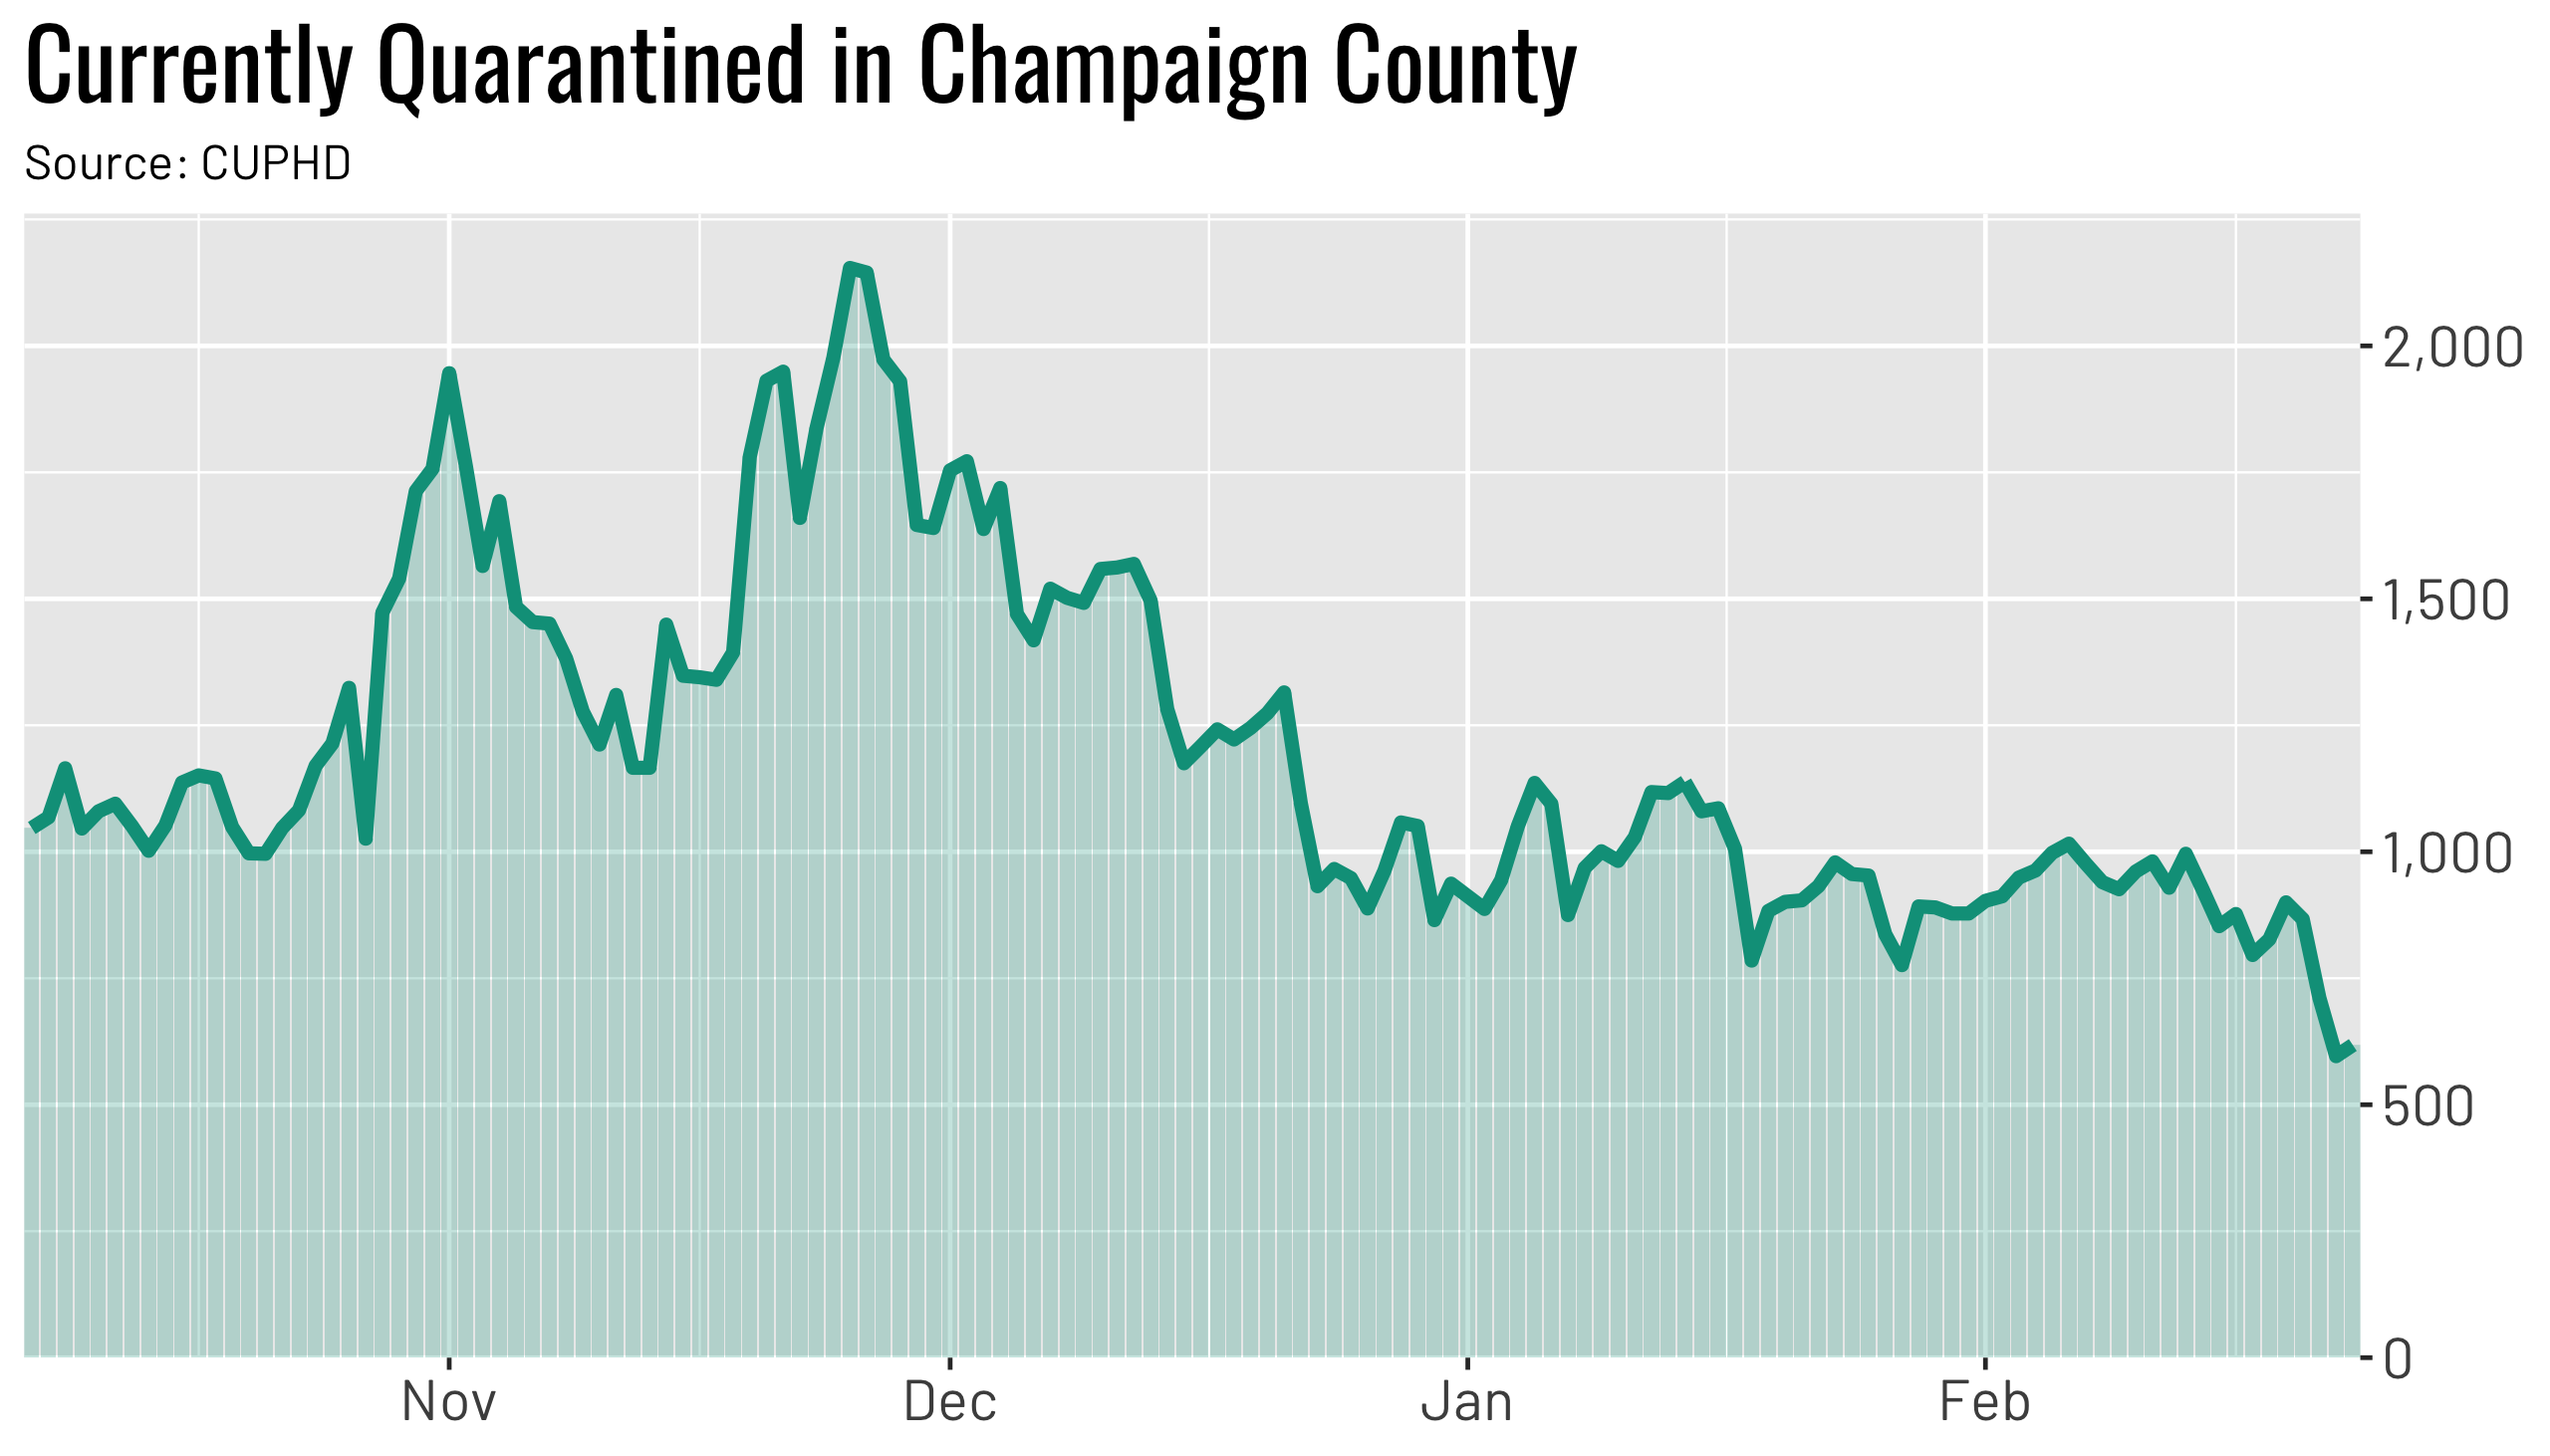 Currently Quarantined in Champaign County
Source: CUPHD
2,000
1,500
1,000
500
0
Nov Dec Jan Feb